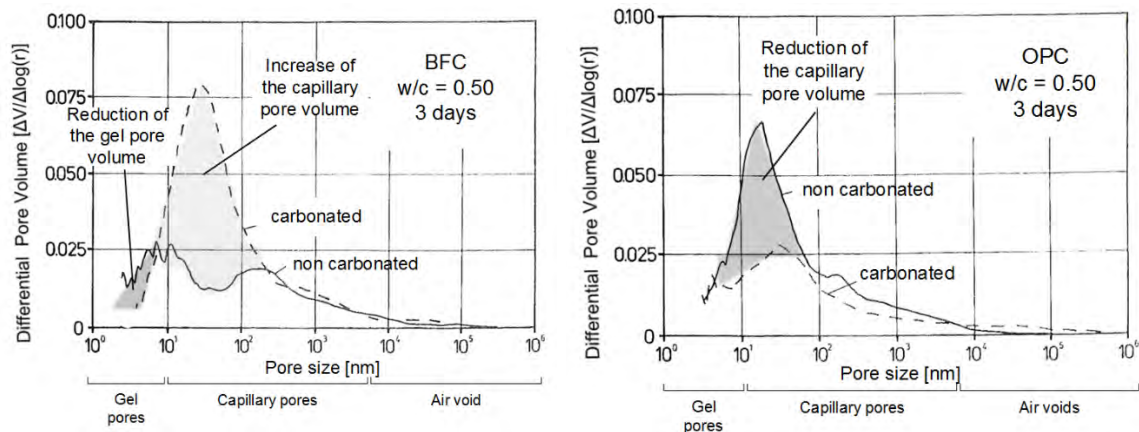 Differential Pore Volume [ΔV/Δlog(r)]
0.100
0.075
0.050
0.025
0
BFC
w/c = 0.50
3 days
Increase of
the capillary
pore volume
Reduction of
the gel pore
volume
carbonated
non carbonated
10⁰
10¹
10²
10³
10⁴
10⁵
10⁶
Pore size [nm]
Gel
pores
Capillary pores
Air void
Differential Pore Volume [ΔV/Δlog(r)]
0.100
0.075
0.050
0.025
0
Reduction of
the capillary
pore volume
OPC
w/c = 0.50
3 days
non carbonated
carbonated
10⁰
10¹
10²
10³
10⁴
10⁵
10⁶
Pore size [nm]
Gel
pores
Capillary pores
Air voids